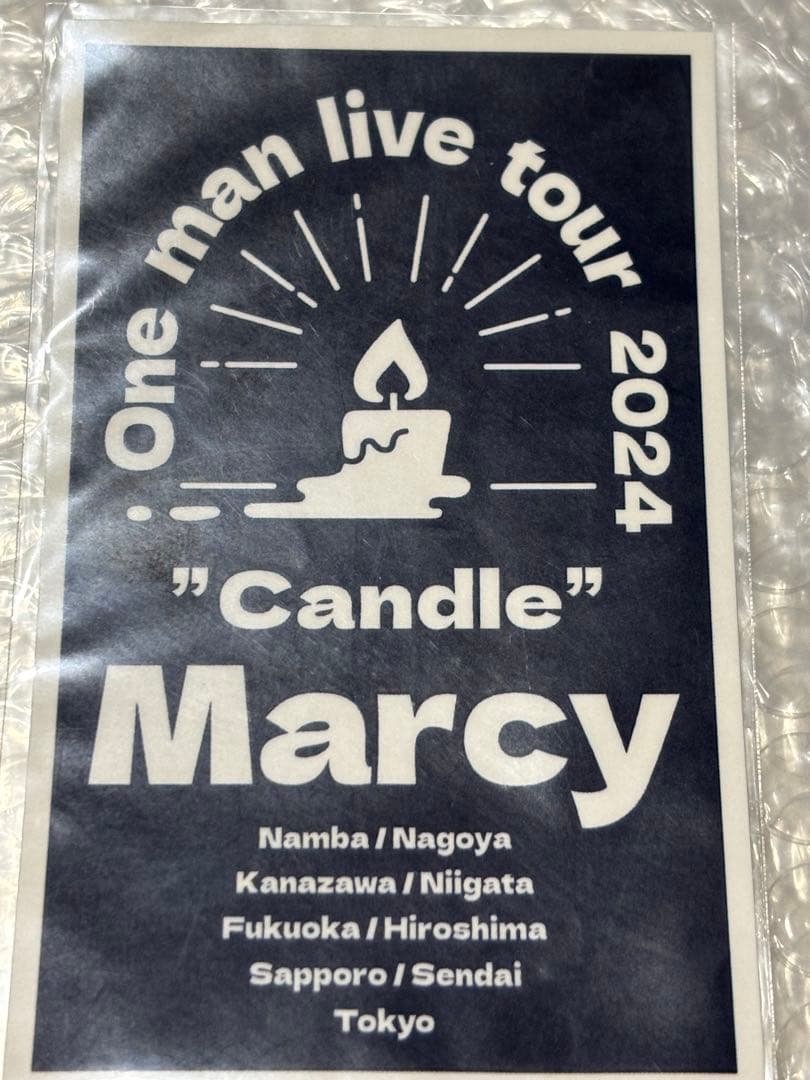 One man live tour 2024
”Candle”
Marcy
Namba / Nagoya
Kanazawa / Niigata
Fukuoka / Hiroshima
Sapporo / Sendai
Tokyo